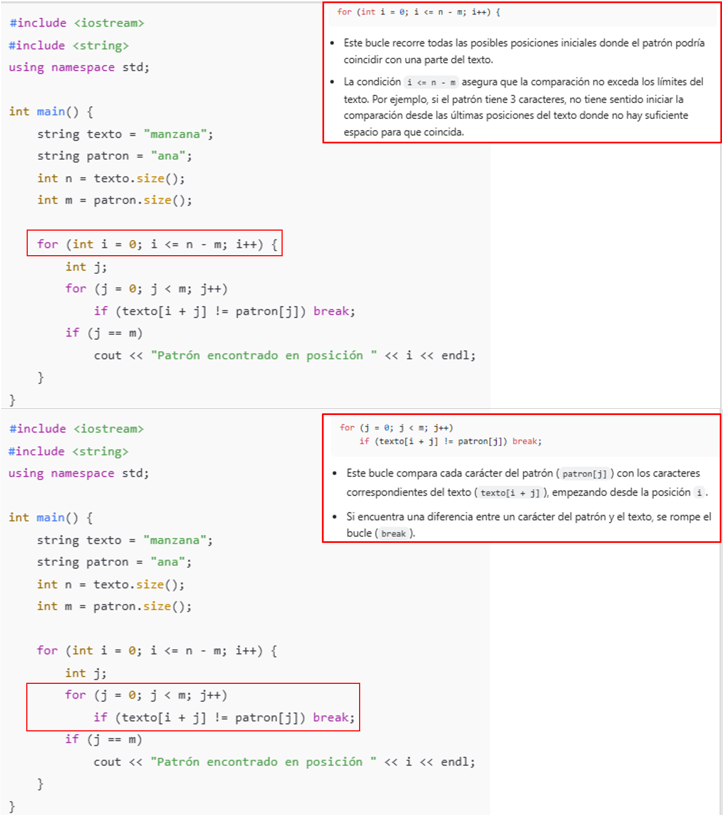 #include <iostream>
#include <string>
using namespace std;
int main() {
string texto = "manzana";
string patron = "ana";
int n = texto.size();
int m = patron.size();
for (int i = 0; i <= n - m; i++) {
int j;
for (j = 0; j < m; j++)
if (texto[i + j] != patron[j]) break;
if (j == m)
cout << "Patrón encontrado en posición " << i << endl;
}
}
for (int i = 0; i <= n - m; i++) {
• Este bucle recorre todas las posibles posiciones iniciales donde el patrón podría
coincidir con una parte del texto.
• La condición i <= n - m asegura que la comparación no exceda los límites del
texto. Por ejemplo, si el patrón tiene 3 caracteres, no tiene sentido iniciar la
comparación desde las últimas posiciones del texto donde no hay suficiente
espacio para que coincida.
#include <iostream>
#include <string>
using namespace std;
int main() {
string texto = "manzana";
string patron = "ana";
int n = texto.size();
int m = patron.size();
for (int i = 0; i <= n - m; i++) {
int j;
for (j = 0; j < m; j++)
if (texto[i + j] != patron[j]) break;
if (j == m)
cout << "Patrón encontrado en posición " << i << endl;
}
}
for (j = 0; j < m; j++)
if (texto[i + j] != patron[j]) break;
• Este bucle compara cada carácter del patrón ( patron[j] ) con los caracteres
correspondientes del texto ( texto[i + j] ), empezando desde la posición i .
• Si encuentra una diferencia entre un carácter del patrón y el texto, se rompe el
bucle ( break ).